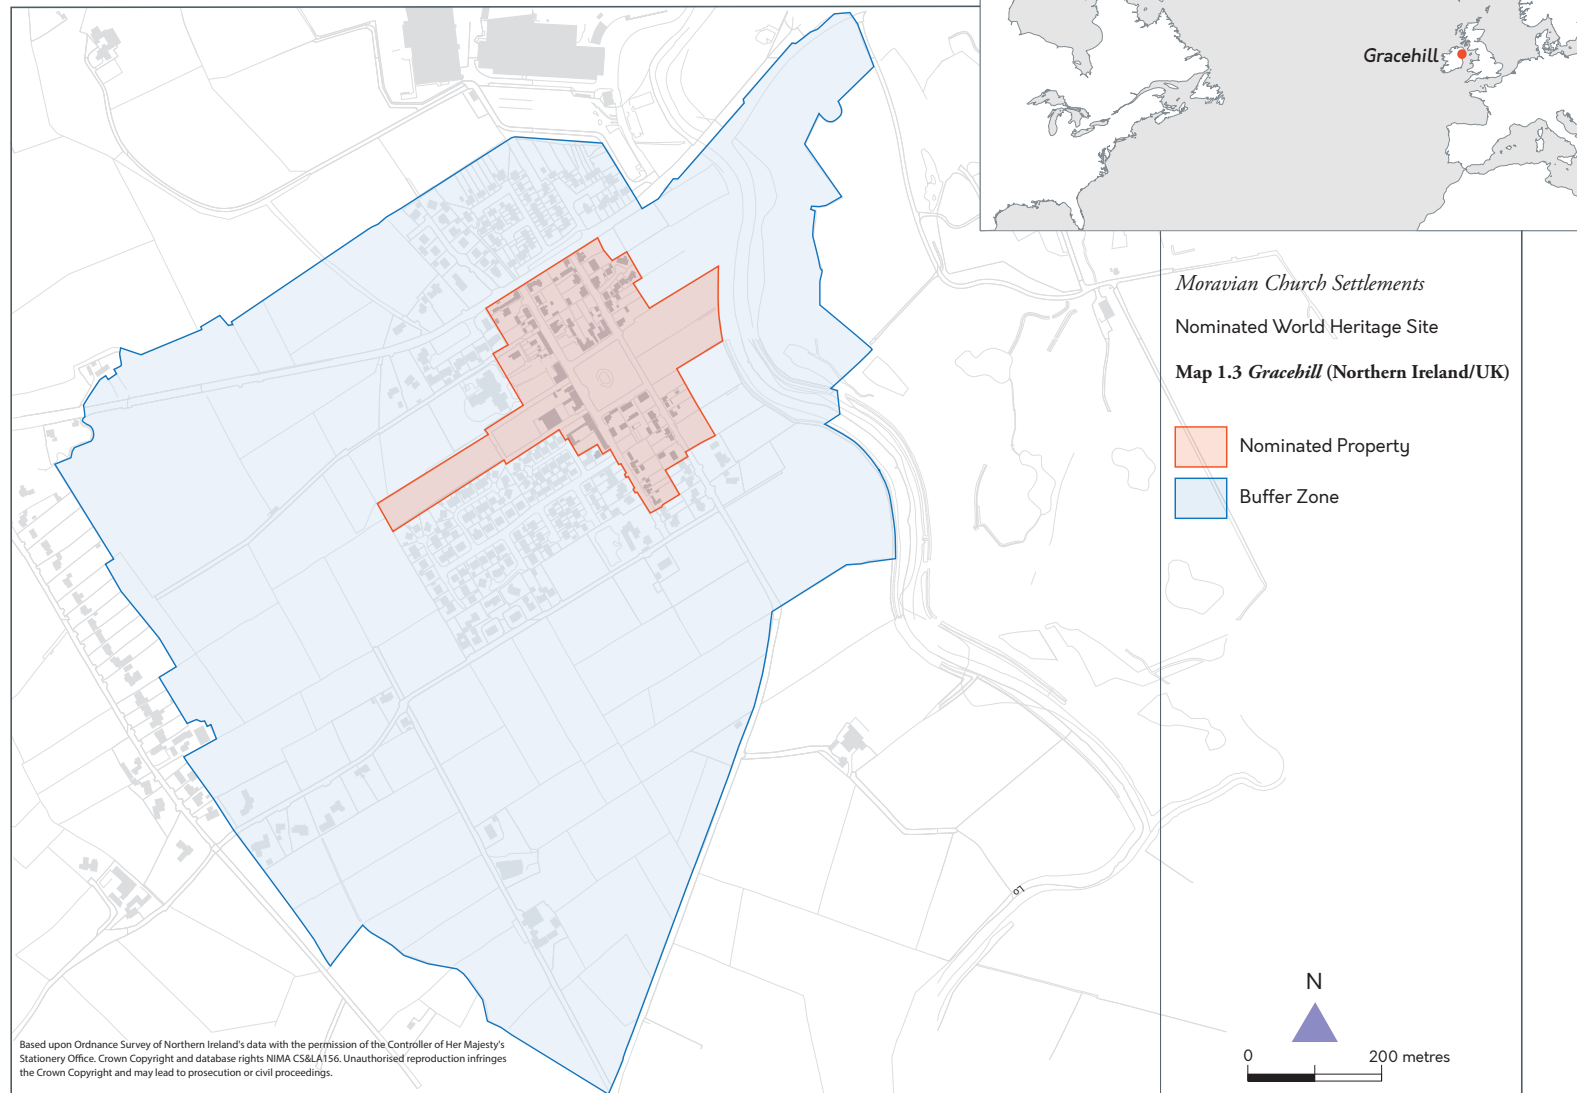 Gracehill
Moravian Church Settlements
Nominated World Heritage Site
Map 1.3 Gracehill (Northern Ireland/UK)
Nominated Property
Buffer Zone
N
0 200 metres
Based upon Ordnance Survey of Northern Ireland's data with the permission of the Controller of Her Majesty's
Stationery Office. Crown Copyright and database rights NIMA CS&LA156. Unauthorised reproduction infringes
the Crown Copyright and may lead to prosecution or civil proceedings.